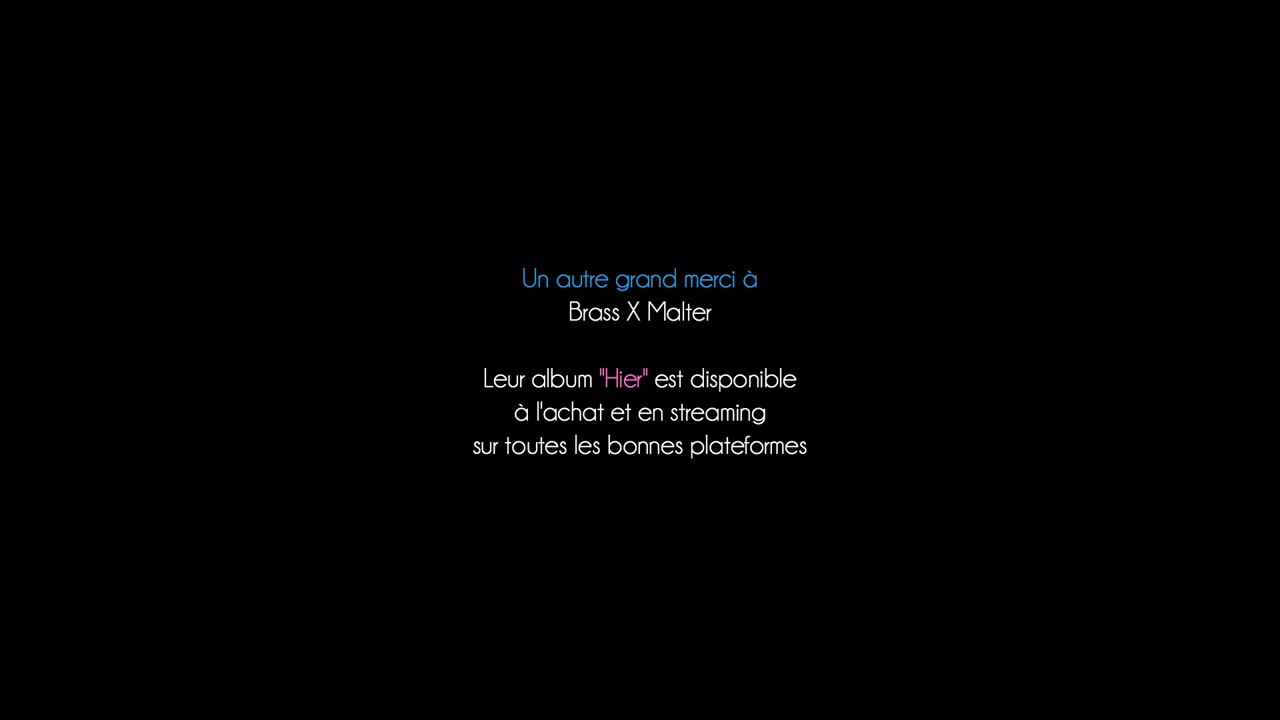 Un autre grand merci à
Brass X Malter
Leur album "Hier" est disponible
à l'achat et en streaming
sur toutes les bonnes plateformes